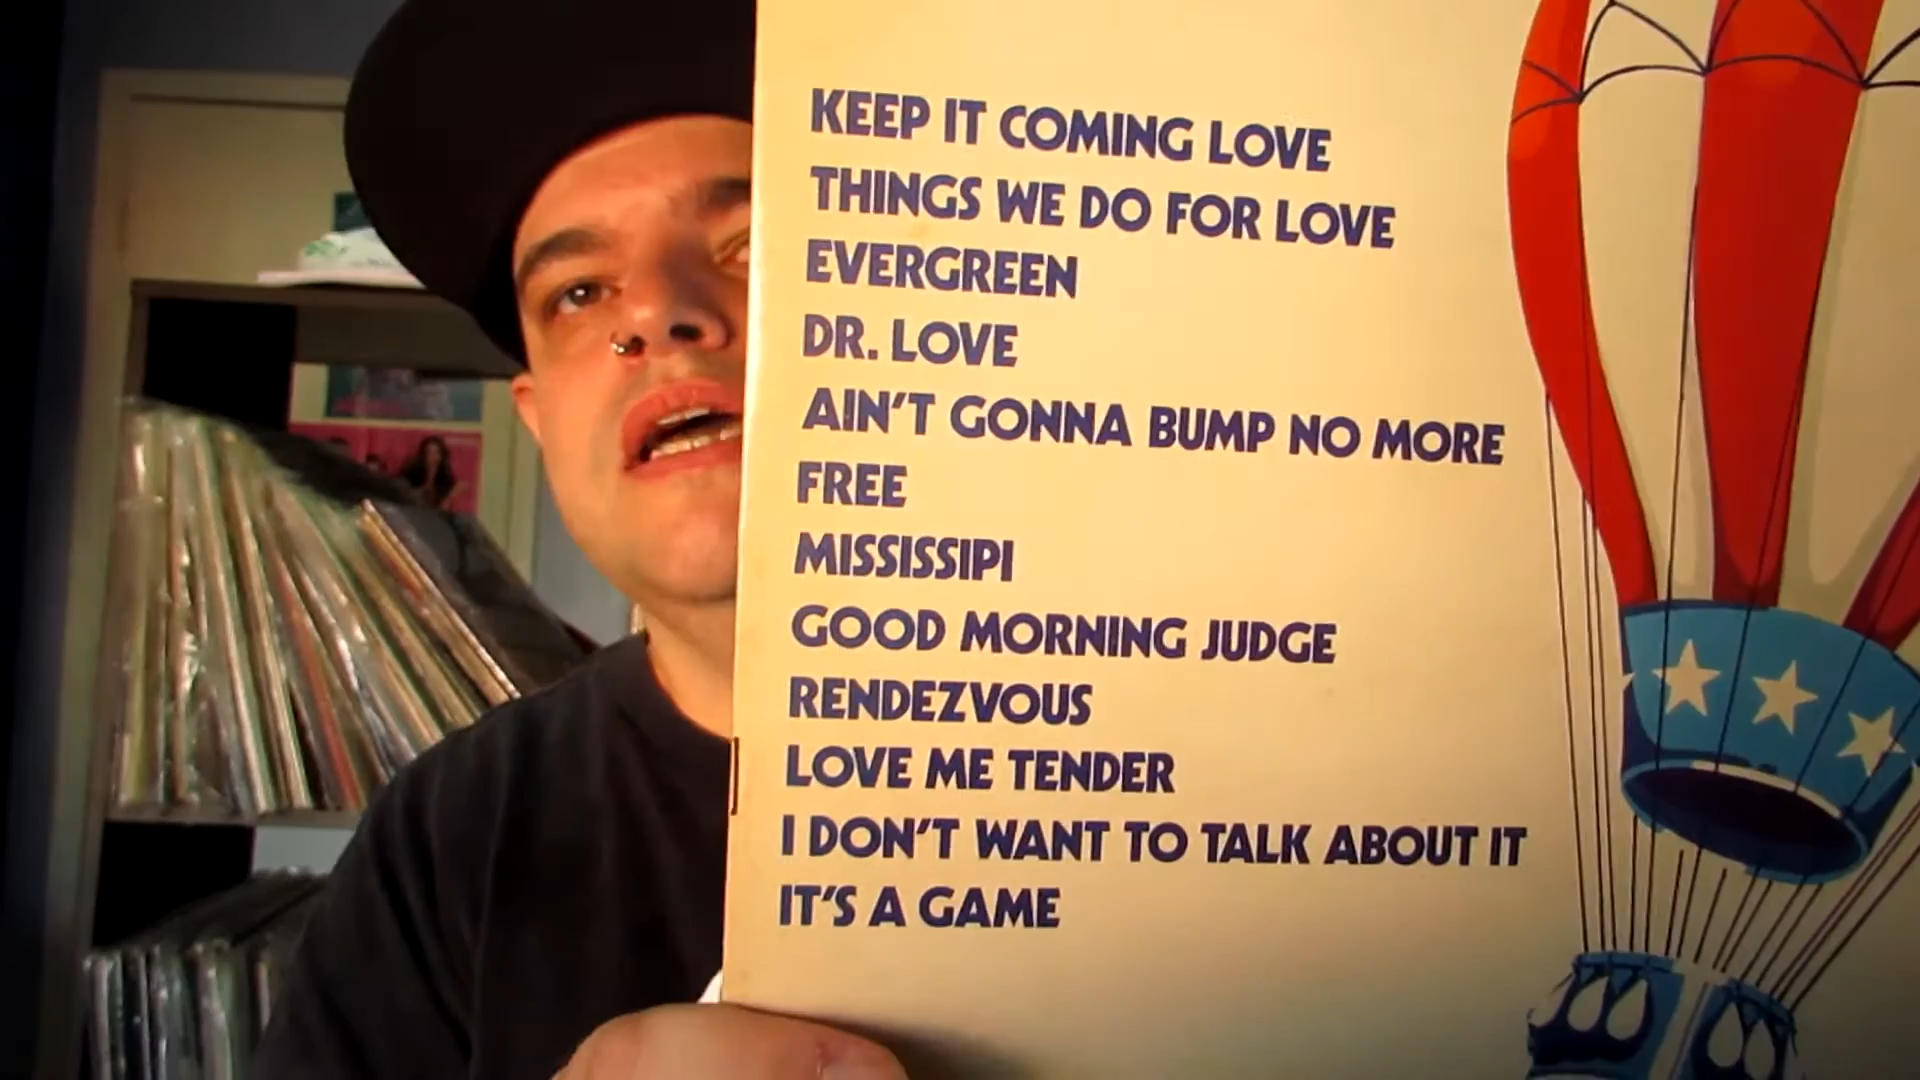 KEEP IT COMING LOVE
THINGS WE DO FOR LOVE
EVERGREEN
DR. LOVE
AIN'T GONNA BUMP NO MORE
FREE
MISSISSIPI
GOOD MORNING JUDGE
RENDEZVOUS
LOVE ME TENDER
I DON'T WANT TO TALK ABOUT IT
IT'S A GAME